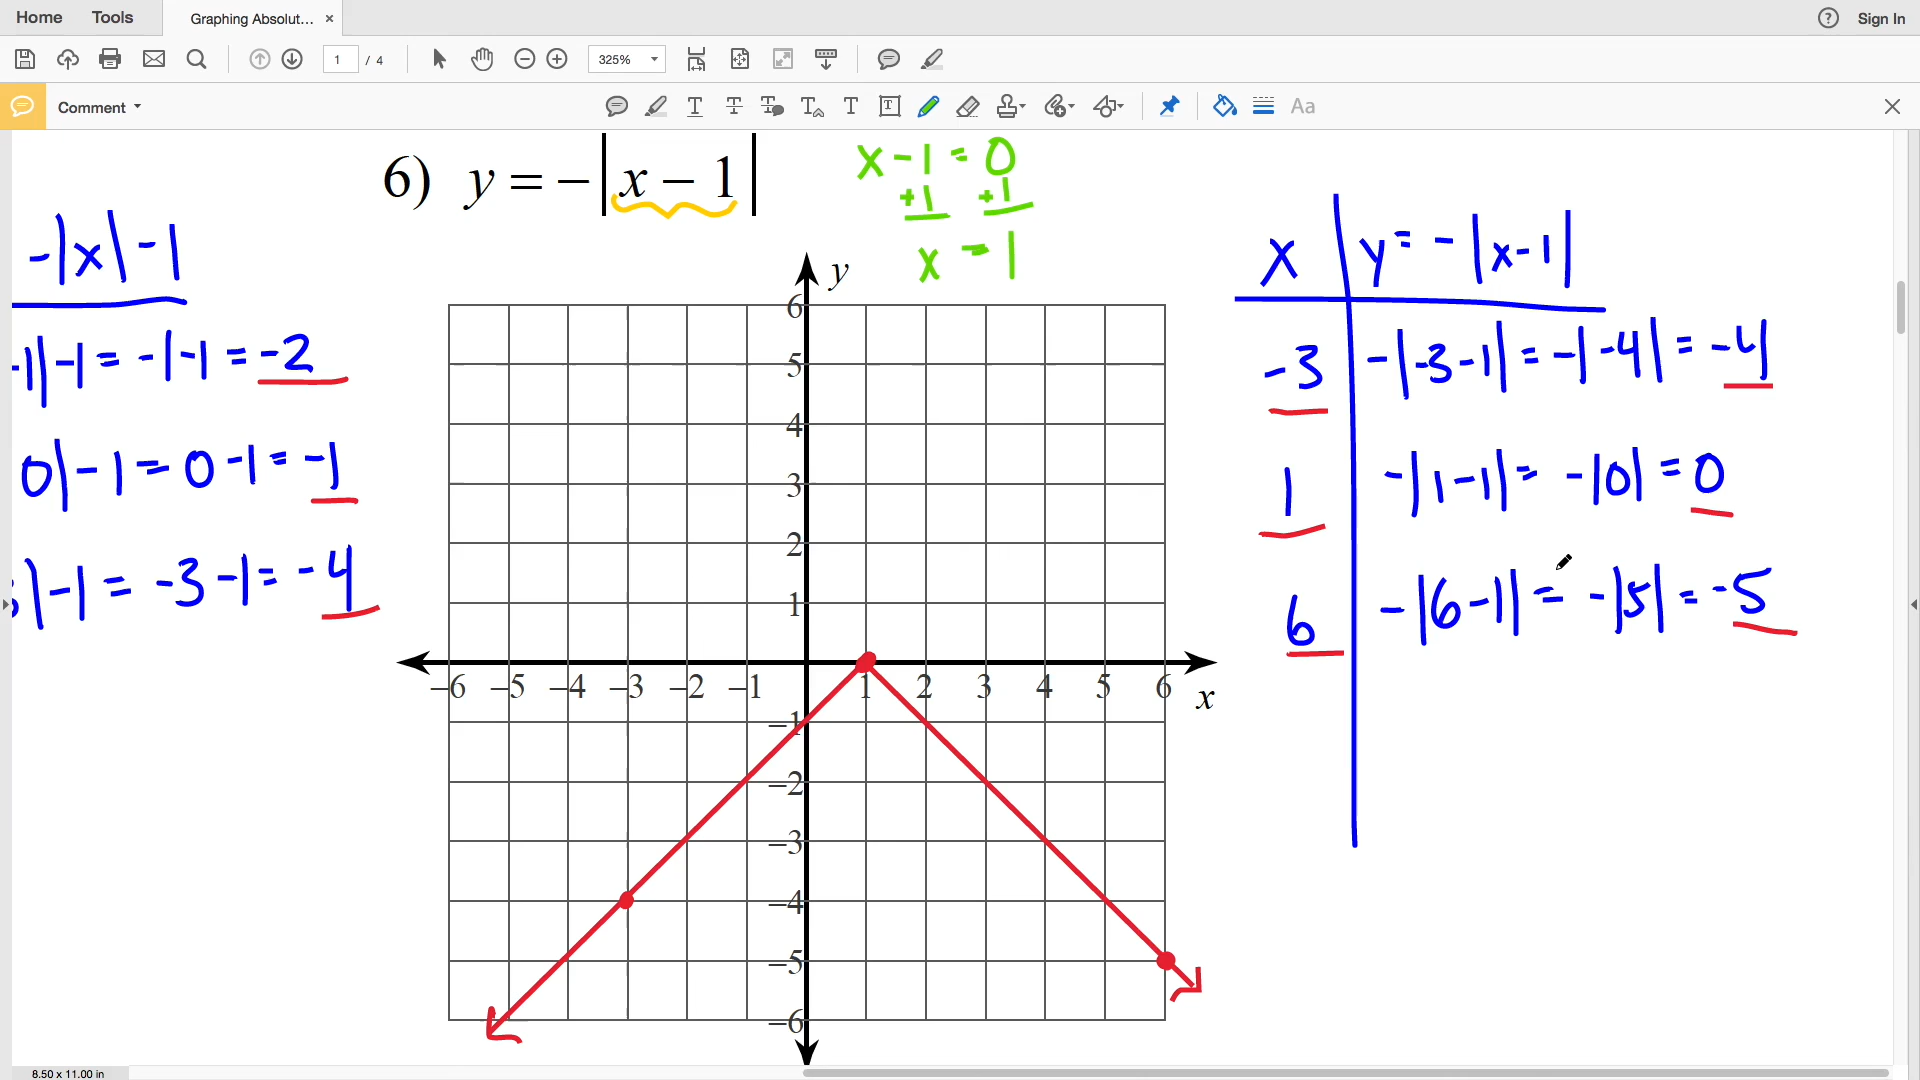 Home Tools Graphing Absolut... × ? Sign In
1 / 4 325%
Comment Aa
6) y = −|x − 1|
x - 1 = 0
+1 +1
x = 1
-|x| - 1
-1|-1 = -|-1 = -2
0|-1 = 0-1 = -1
|-1 = -3-1 = -4
x y = -|x-1|
-3 -|-3-1| = -|-4| = -4
1 -|1-1| = -|0| = 0
6 -|6-1| = -|5| = -5
y
6
5
4
3
2
1
–6 –5 –4 –3 –2 –1 1 2 3 4 5 6 x
–1
–2
–3
–4
–5
–6
8.50 x 11.00 in